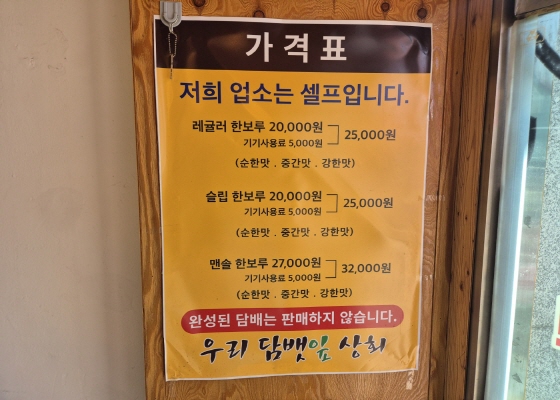 가격표
저희 업소는 셀프입니다.
레귤러 한보루 20,000원
기기사용료 5,000원
25,000원
(순한맛 . 중간맛 . 강한맛)
슬립 한보루 20,000원
기기사용료 5,000원
25,000원
(순한맛 . 중간맛 . 강한맛)
맨솔 한보루 27,000원
기기사용료 5,000원
32,000원
(순한맛 . 중간맛 . 강한맛)
완성된 담배는 판매하지 않습니다.
우리 담뱃잎 상회